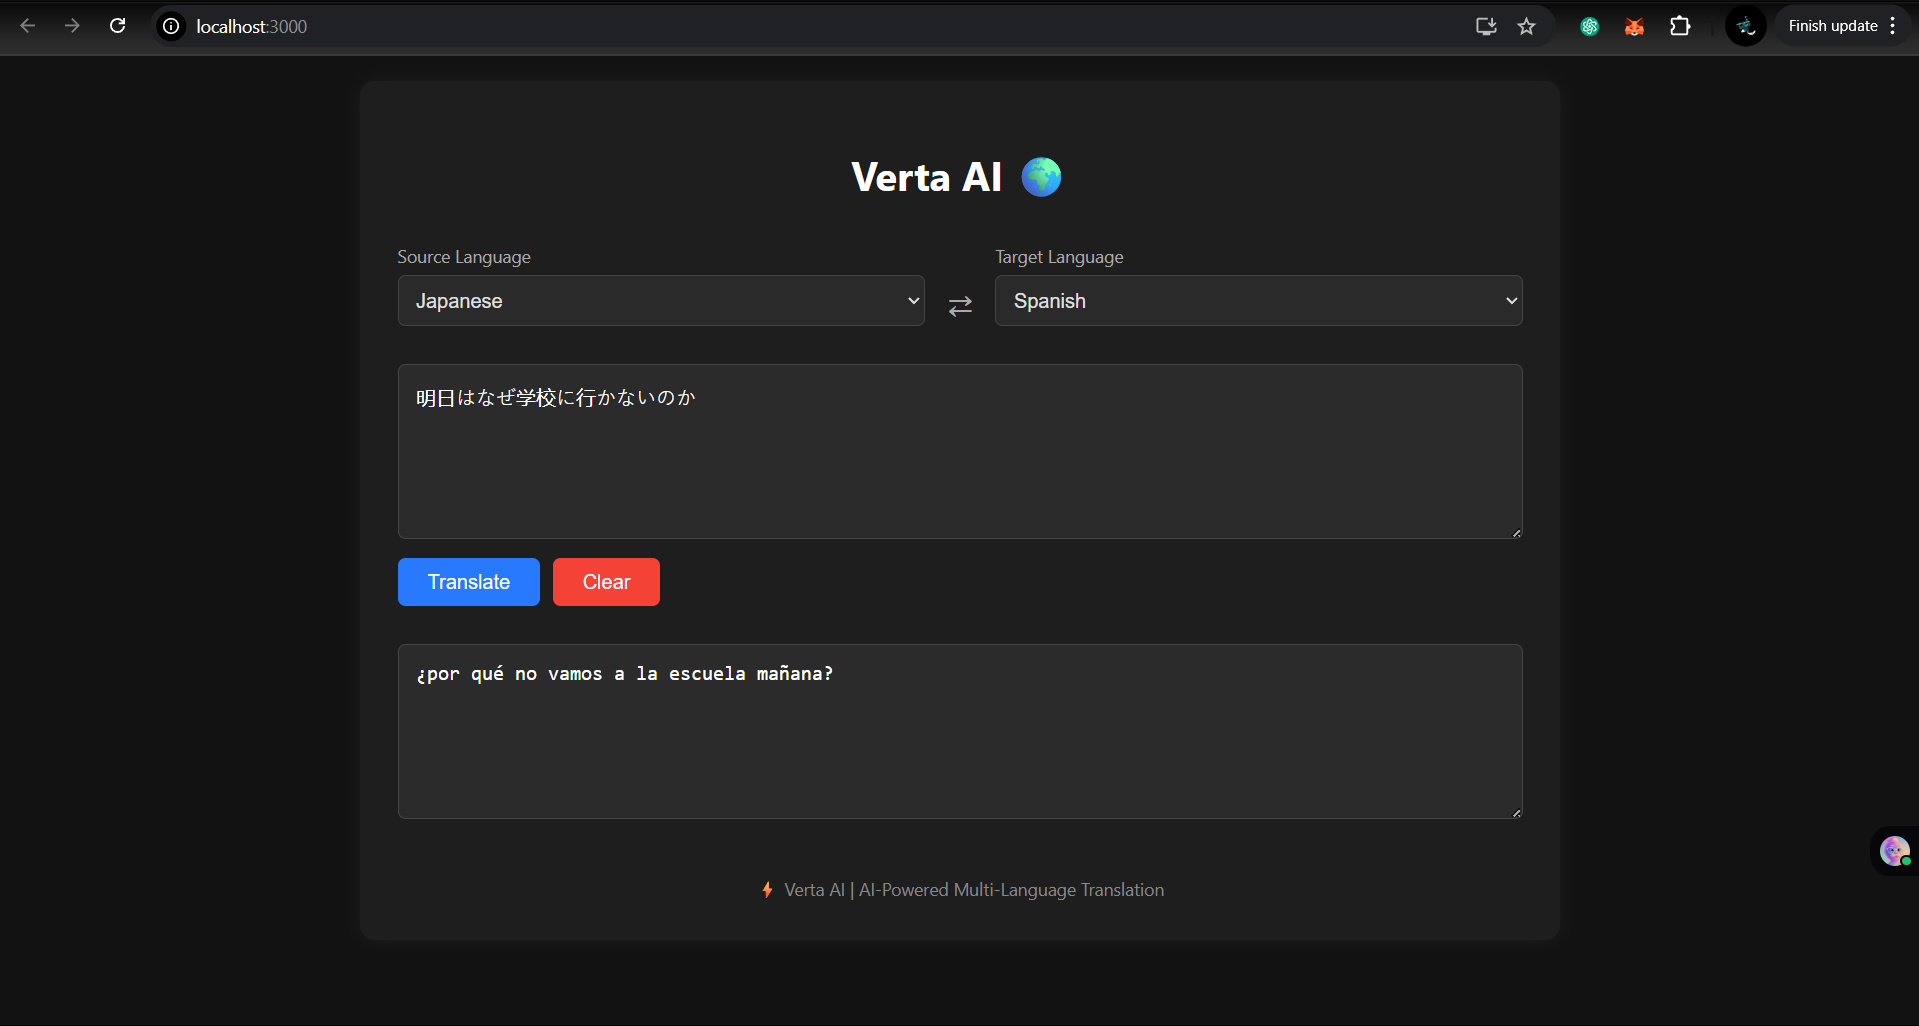 localhost:3000
Finish update
Verta AI
Source Language
Target Language
Japanese
Spanish
明日はなぜ学校に行かないのか
Translate
Clear
¿por qué no vamos a la escuela mañana?
Verta AI | AI-Powered Multi-Language Translation